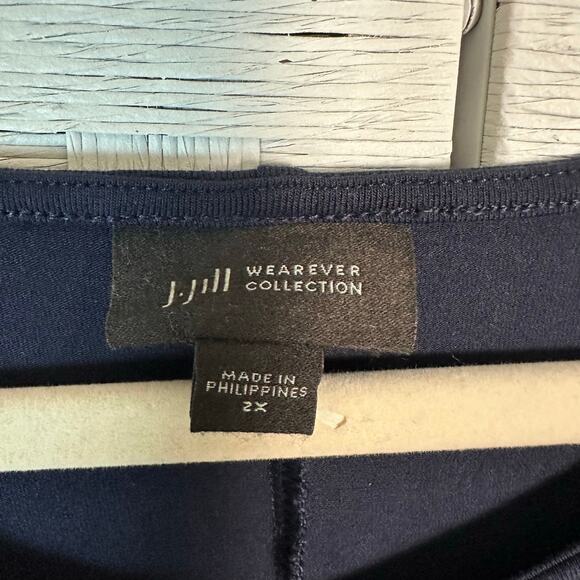 J.Jill
WEAREVER
COLLECTION
MADE IN
PHILIPPINES
2X